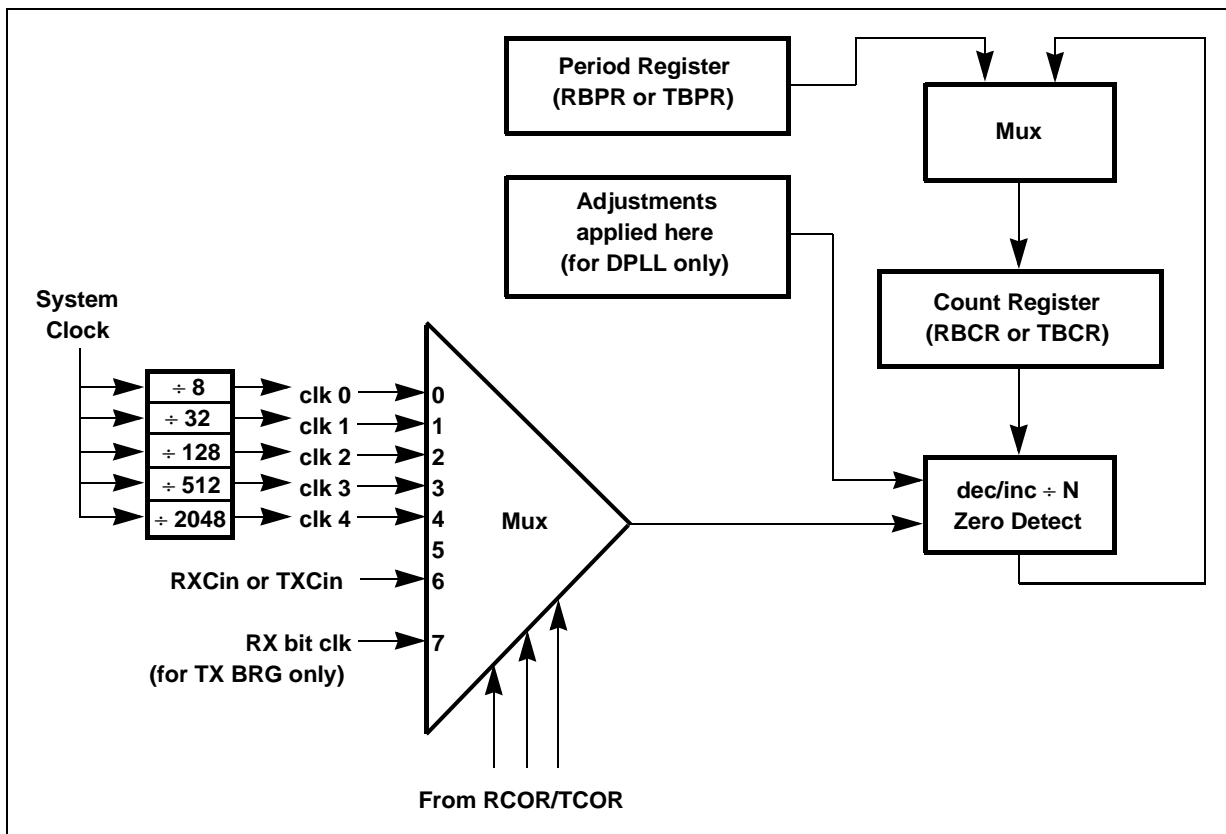 Period Register
(RBPR or TBPR)
Mux
Adjustments
applied here
(for DPLL only)
Count Register
(RBCR or TBCR)
System
Clock
÷ 8
clk 0
0
÷ 32
clk 1
1
÷ 128
clk 2
2
÷ 512
clk 3
3
÷ 2048
clk 4
4
Mux
dec/inc ÷ N
Zero Detect
5
RXCin or TXCin
6
RX bit clk
7
(for TX BRG only)
From RCOR/TCOR